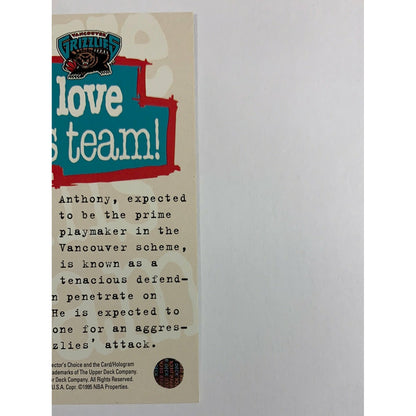 VANCOUVER
GRIZZLIES
love
s team!
Anthony, expected
to be the prime
playmaker in the
Vancouver scheme,
is known as a
tenacious defend-
n penetrate on
He is expected to
one for an aggres-
zlies' attack.
ector's Choice and the Card/Hologram
ademarks of The Upper Deck Company.
er Deck Company. All Rights Reserved.
U.S.A. Copr. ©1995 NBA Properties.